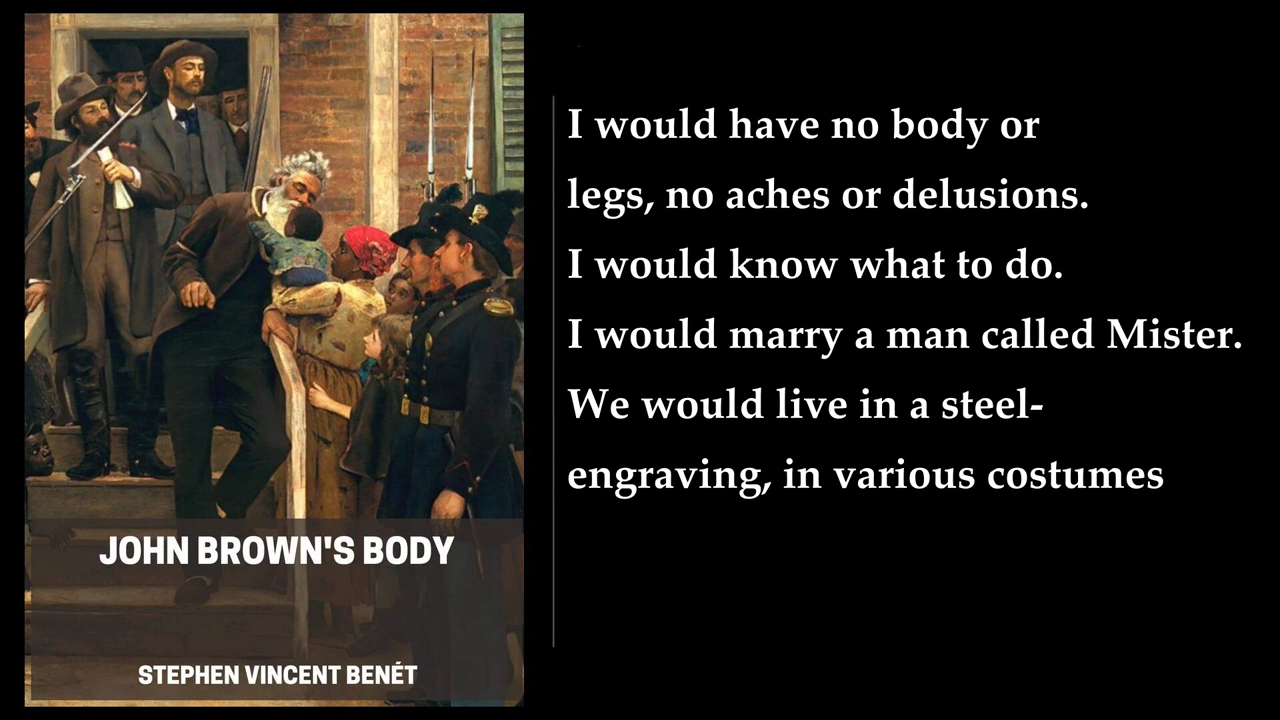 JOHN BROWN'S BODY
STEPHEN VINCENT BENÉT
I would have no body or
legs, no aches or delusions.
I would know what to do.
I would marry a man called Mister.
We would live in a steel-
engraving, in various costumes